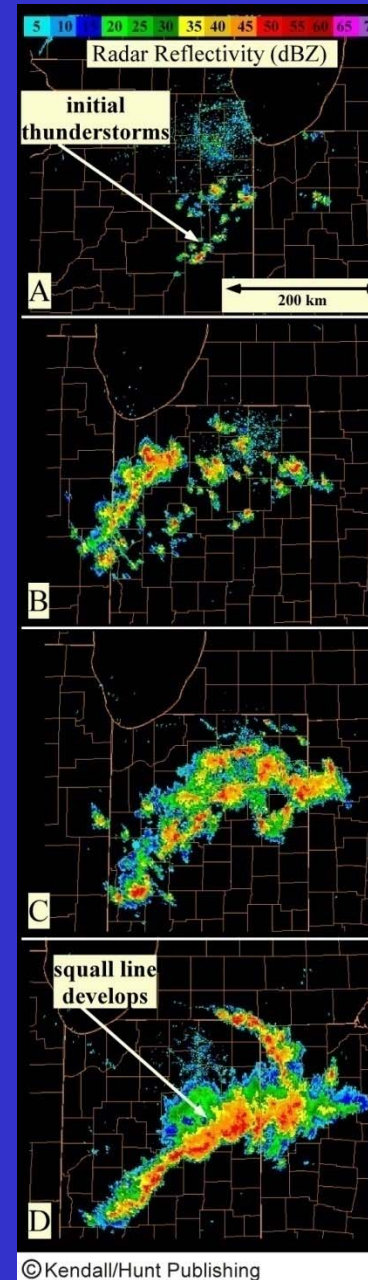 5 10 15 20 25 30 35 40 45 50 55 60 65
Radar Reflectivity (dBZ)
initial
thunderstorms
A
200 km
B
C
squall line
develops
D
©Kendall/Hunt Publishing